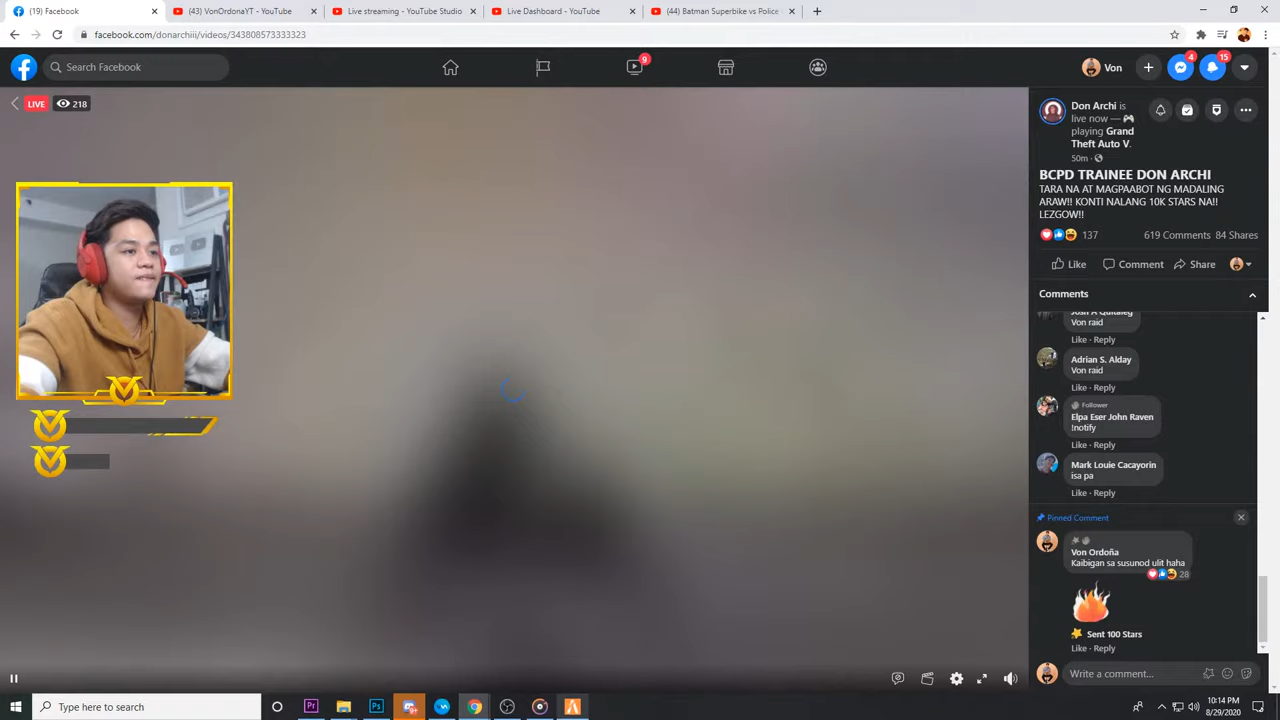 (19) Facebook
(43) VonOrdonaYT - YouTube
Live streaming - YouTube Studio
Live Dashboard - YouTube
(44) Batman Superbike vs Police
facebook.com/donarchiii/videos/343808573333323
Search Facebook
9
Von
4
15
LIVE
218
Don Archi is
live now — 🎮
playing Grand
Theft Auto V.
50m ·
BCPD TRAINEE DON ARCHI
TARA NA AT MAGPAABOT NG MADALING
ARAW!! KONTI NALANG 10K STARS NA!!
LEZGOW!!
137
619 Comments 84 Shares
Like
Comment
Share
Comments
Von raid
Like · Reply
Adrian S. Alday
Von raid
Like · Reply
Follower
Elpa Eser John Raven
!notify
Like · Reply
Mark Louie Cacayorin
isa pa
Like · Reply
Pinned Comment
Von Ordoña
Kaibigan sa susunod ulit haha
28
Sent 100 Stars
Like · Reply
Write a comment...
Type here to search
Pr
Ps
10:14 PM
8/29/2020